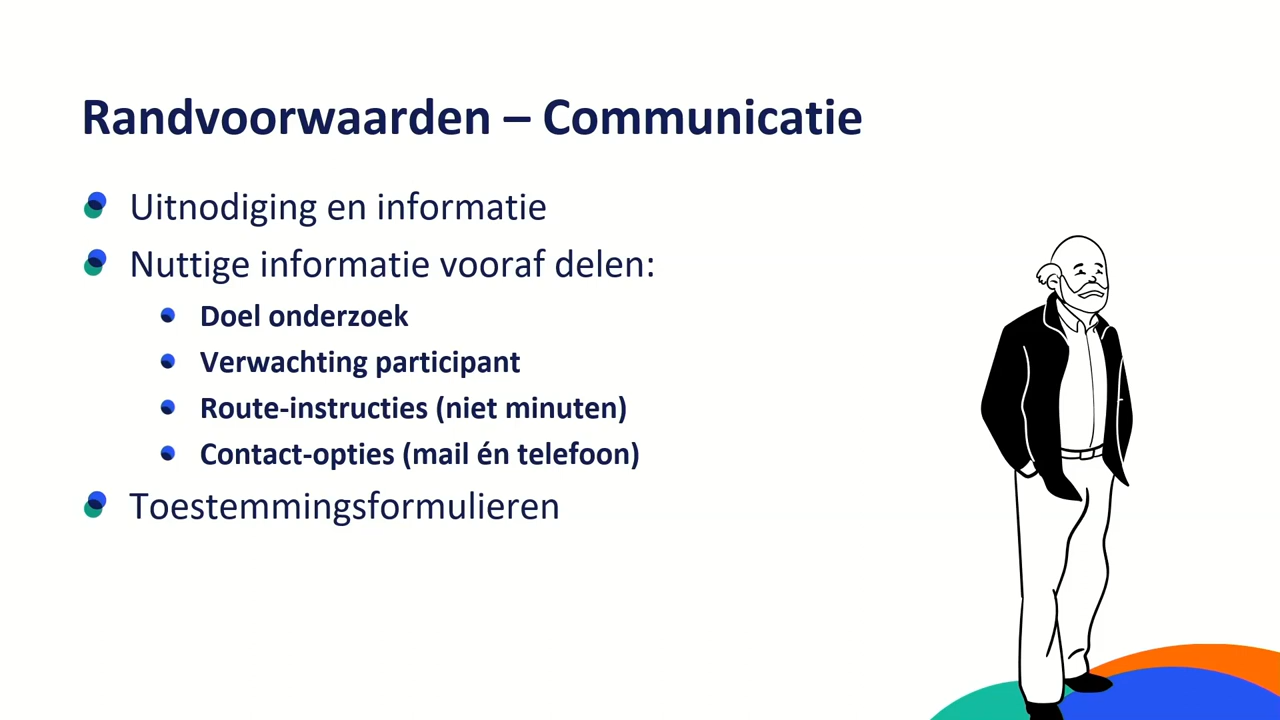 Randvoorwaarden – Communicatie
Uitnodiging en informatie
Nuttige informatie vooraf delen:
Doel onderzoek
Verwachting participant
Route-instructies (niet minuten)
Contact-opties (mail én telefoon)
Toestemmingsformulieren